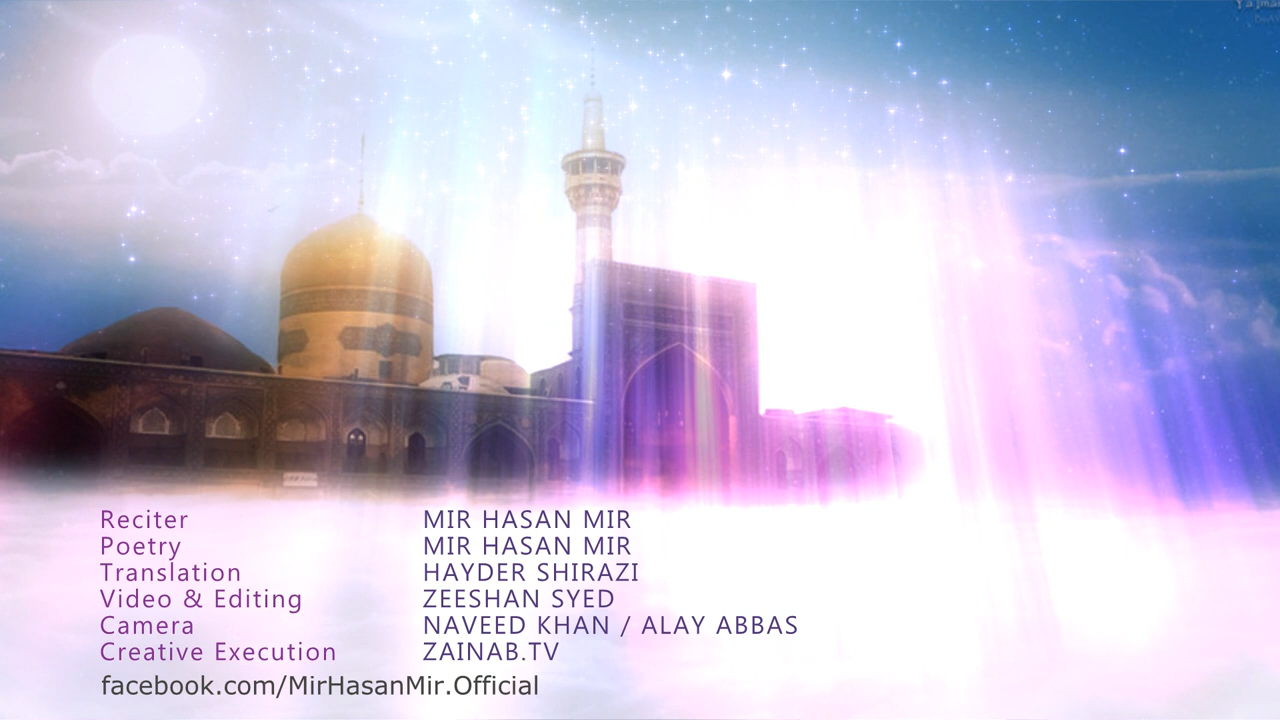 Reciter MIR HASAN MIR
Poetry MIR HASAN MIR
Translation HAYDER SHIRAZI
Video & Editing ZEESHAN SYED
Camera NAVEED KHAN / ALAY ABBAS
Creative Execution ZAINAB.TV
facebook.com/MirHasanMir.Official